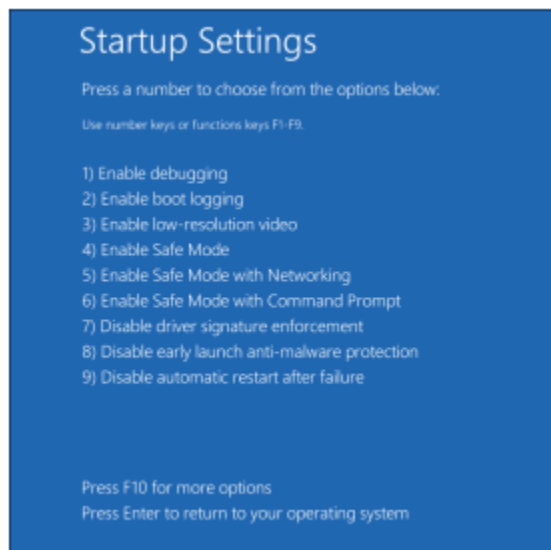 Startup Settings
Press a number to choose from the options below:
Use number keys or functions keys F1-F9.
1) Enable debugging
2) Enable boot logging
3) Enable low-resolution video
4) Enable Safe Mode
5) Enable Safe Mode with Networking
6) Enable Safe Mode with Command Prompt
7) Disable driver signature enforcement
8) Disable early launch anti-malware protection
9) Disable automatic restart after failure
Press F10 for more options
Press Enter to return to your operating system